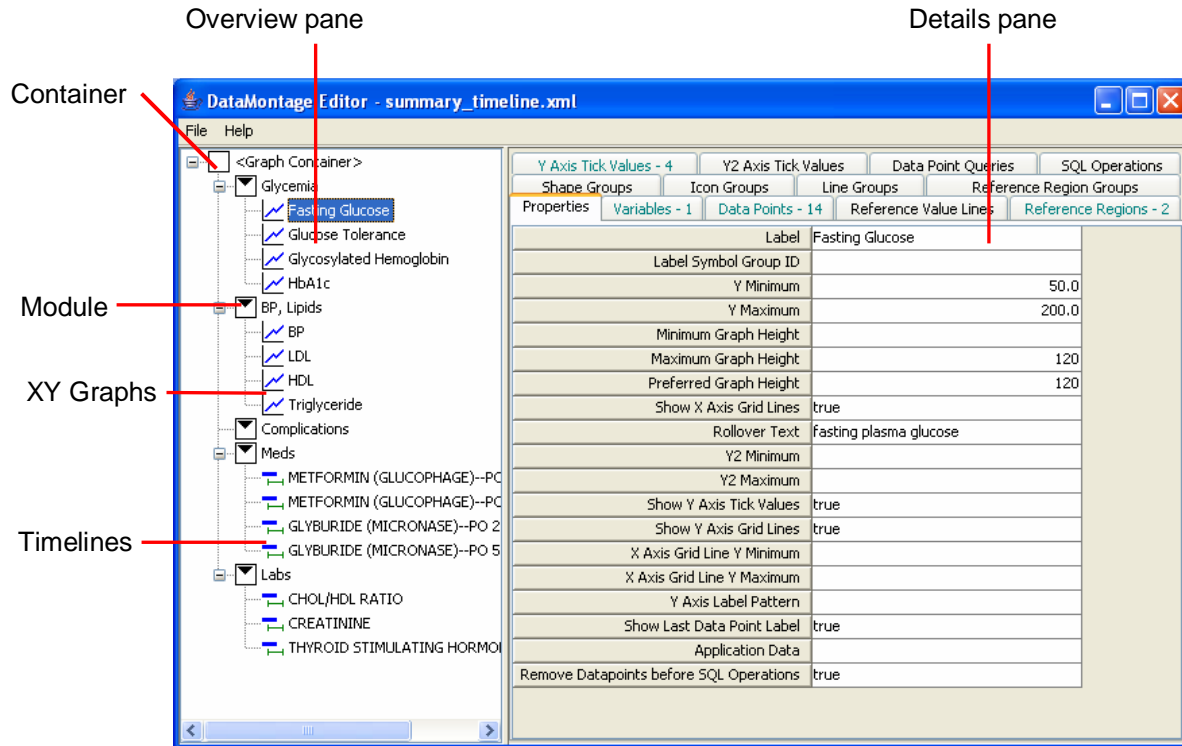 Overview pane
Details pane
Container
DataMontage Editor - summary_timeline.xml
File Help
<Graph Container>
Glycemia
Fasting Glucose
Glucose Tolerance
Glycosylated Hemoglobin
HbA1c
Module
BP, Lipids
BP
LDL
HDL
XY Graphs
Triglyceride
Complications
Meds
METFORMIN (GLUCOPHAGE)--PO
METFORMIN (GLUCOPHAGE)--PO
GLYBURIDE (MICRONASE)--PO 2
Timelines
GLYBURIDE (MICRONASE)--PO 5
Labs
CHOL/HDL RATIO
CREATININE
THYROID STIMULATING HORMO
Y Axis Tick Values - 4 Y2 Axis Tick Values Data Point Queries SQL Operations
Shape Groups Icon Groups Line Groups Reference Region Groups
Properties Variables - 1 Data Points - 14 Reference Value Lines Reference Regions - 2
Label Fasting Glucose
Label Symbol Group ID
Y Minimum 50.0
Y Maximum 200.0
Minimum Graph Height
Maximum Graph Height 120
Preferred Graph Height 120
Show X Axis Grid Lines true
Rollover Text fasting plasma glucose
Y2 Minimum
Y2 Maximum
Show Y Axis Tick Values true
Show Y Axis Grid Lines true
X Axis Grid Line Y Minimum
X Axis Grid Line Y Maximum
Y Axis Label Pattern
Show Last Data Point Label true
Application Data
Remove Datapoints before SQL Operations true